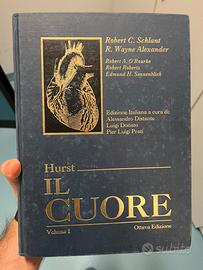 Robert C. Schlant
R. Wayne Alexander
Robert A. O'Rourke
Robert Roberts
Edmund H. Sonnenblick
Edizione Italiana a cura di
Alessandro Distante
Luigi Donato
Pier Luigi Prati
Hurst
IL
CUORE
Volume I
Ottava Edizione
subito